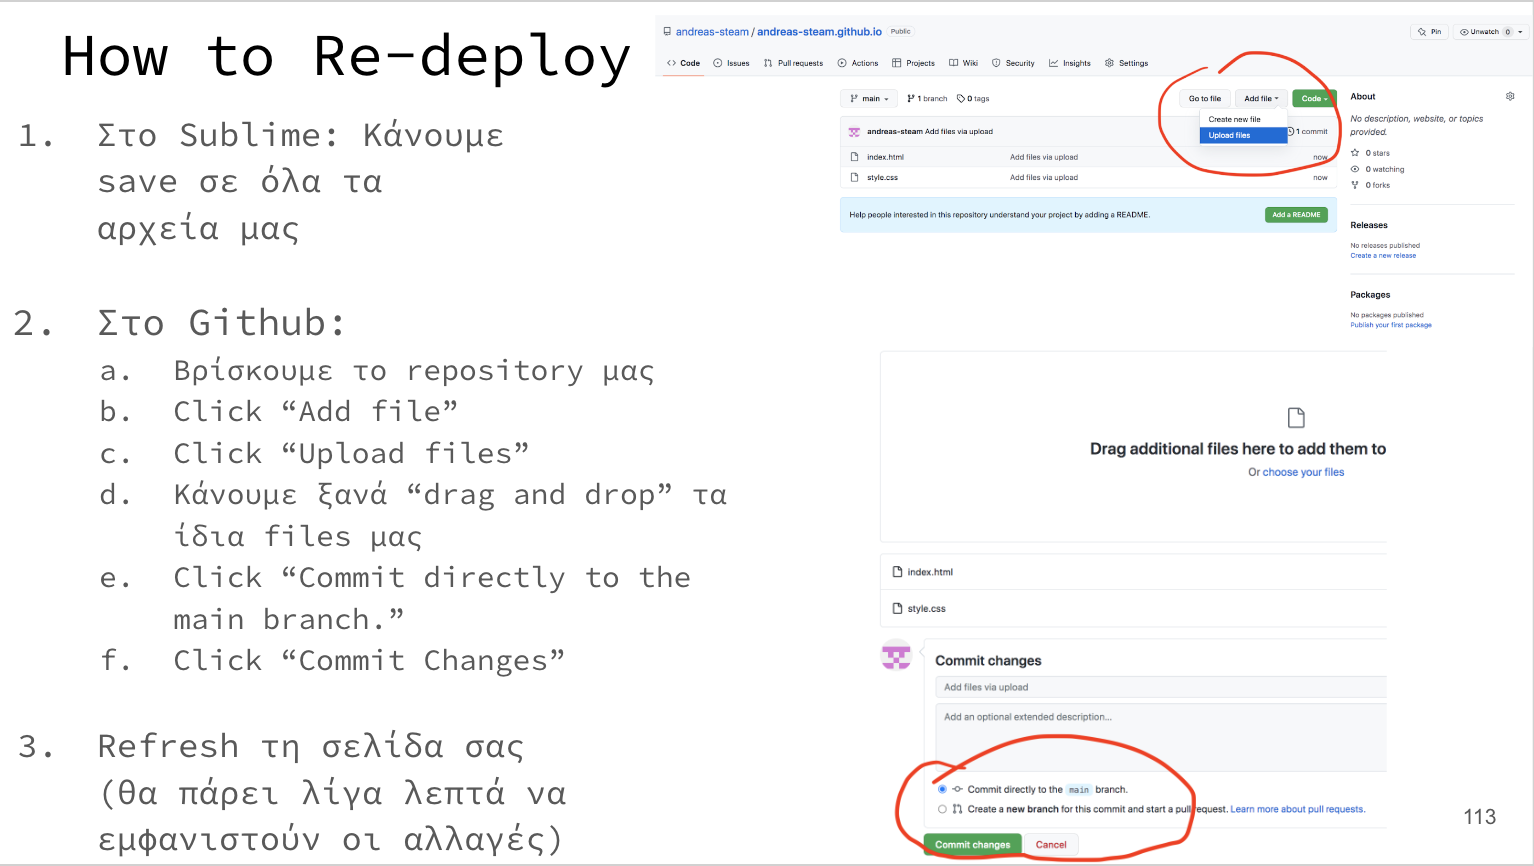 How to Re-deploy
1. Στο Sublime: Κάνουμε
save σε όλα τα
αρχεία μας
2. Στο Github:
a. Βρίσκουμε το repository μας
b. Click “Add file”
c. Click “Upload files”
d. Κάνουμε ξανά “drag and drop” τα
ίδια files μας
e. Click “Commit directly to the
main branch.”
f. Click “Commit Changes”
3. Refresh τη σελίδα σας
(θα πάρει λίγα λεπτά να
εμφανιστούν οι αλλαγές)
andreas-steam / andreas-steam.github.io Public
Pin Unwatch 0
Code Issues Pull requests Actions Projects Wiki Security Insights Settings
main 1 branch 0 tags Go to file Add file Code
Create new file
Upload files
andreas-steam Add files via upload 1 commit
index.html Add files via upload now
style.css Add files via upload now
Help people interested in this repository understand your project by adding a README. Add a README
About
No description, website, or topics
provided.
0 stars
0 watching
0 forks
Releases
No releases published
Create a new release
Packages
No packages published
Publish your first package
Drag additional files here to add them to
Or choose your files
index.html
style.css
Commit changes
Add files via upload
Add an optional extended description...
Commit directly to the main branch.
Create a new branch for this commit and start a pull request. Learn more about pull requests.
Commit changes Cancel
113